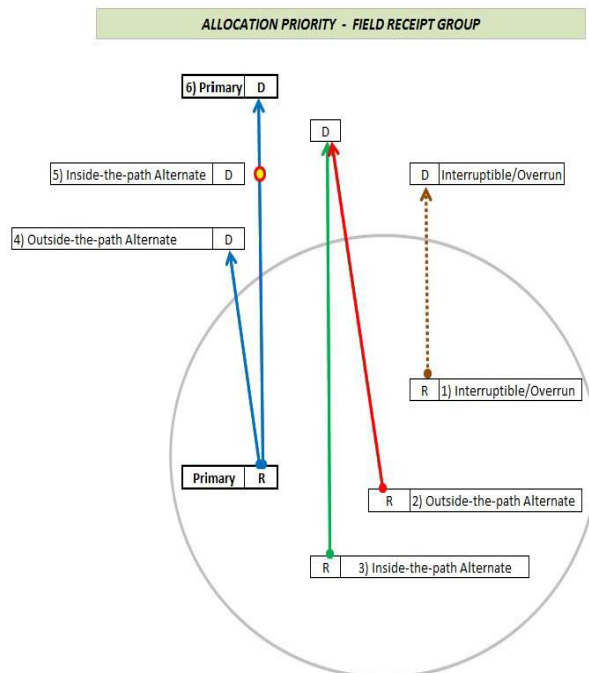 ALLOCATION PRIORITY - FIELD RECEIPT GROUP
6) Primary D
D
5) Inside-the-path Alternate D
D Interruptible/Overrun
4) Outside-the-path Alternate D
R 1) Interruptible/Overrun
Primary R
R 2) Outside-the-path Alternate
R 3) Inside-the-path Alternate